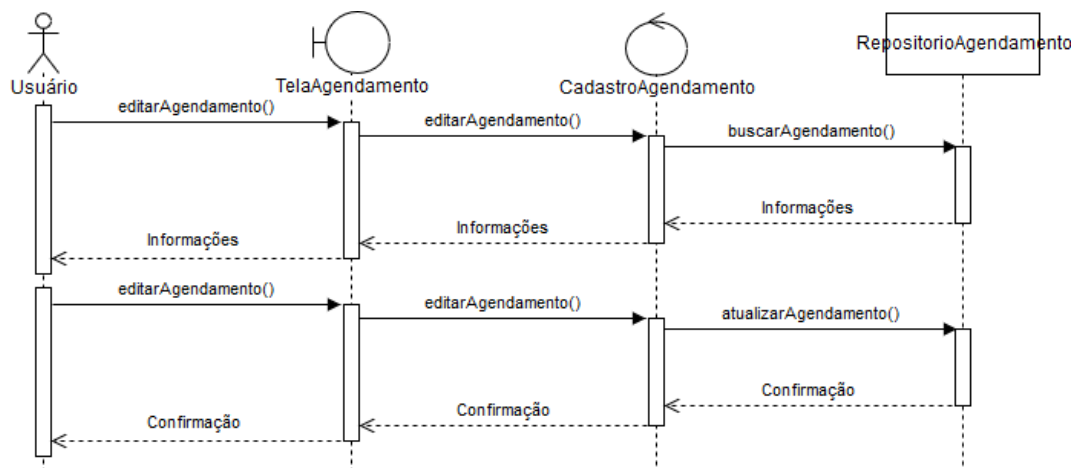 Usuário
TelaAgendamento
CadastroAgendamento
RepositorioAgendamento
editarAgendamento()
editarAgendamento()
buscarAgendamento()
Informações
Informações
Informações
editarAgendamento()
editarAgendamento()
atualizarAgendamento()
Confirmação
Confirmação
Confirmação